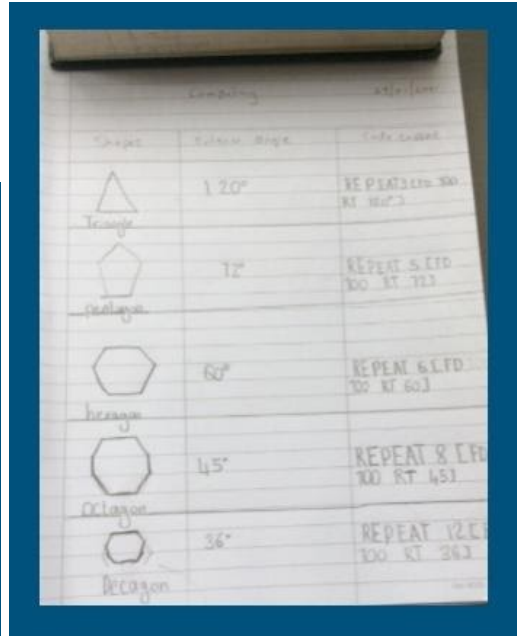 Computing
Shapes Exterior Angle Code
Triangle 120° REPEAT 3 [FD 100
RT 120°]
pentagon 72° REPEAT 5 [FD
100 RT 72]
hexagon 60° REPEAT 6 [FD
100 RT 60]
Octagon 45° REPEAT 8 [FD
100 RT 45]
Decagon 36° REPEAT 12 [
100 RT 36]